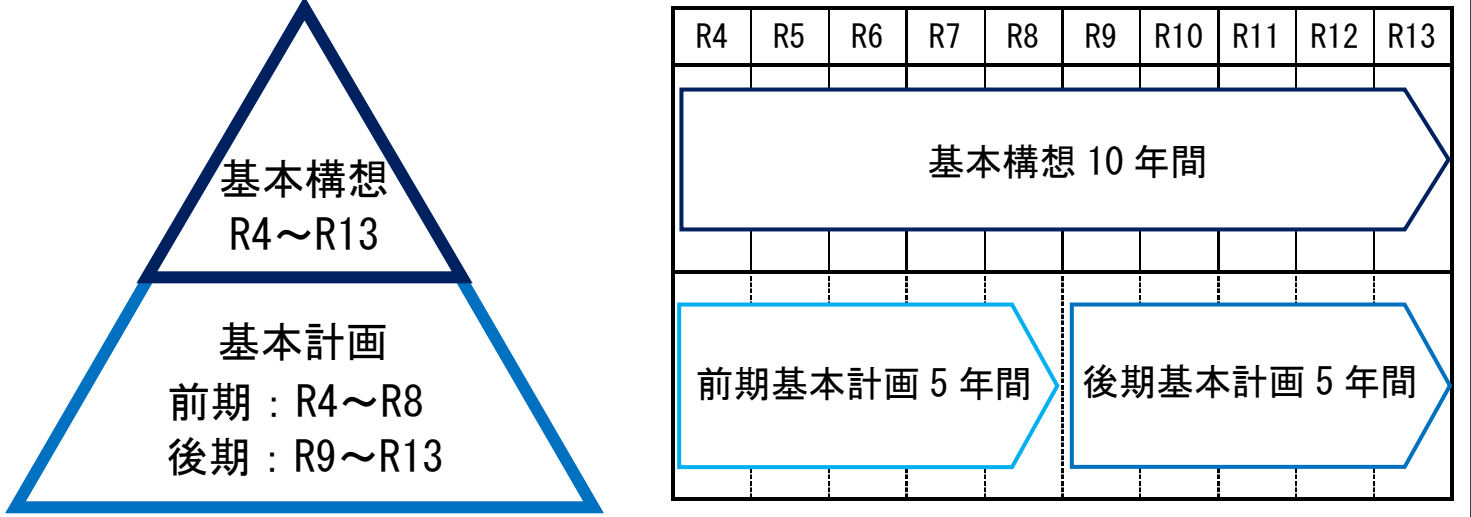 基本構想
R4～R13
基本計画
前期：R4～R8
後期：R9～R13
R4 R5 R6 R7 R8 R9 R10 R11 R12 R13
基本構想 10 年間
前期基本計画 5 年間
後期基本計画 5 年間